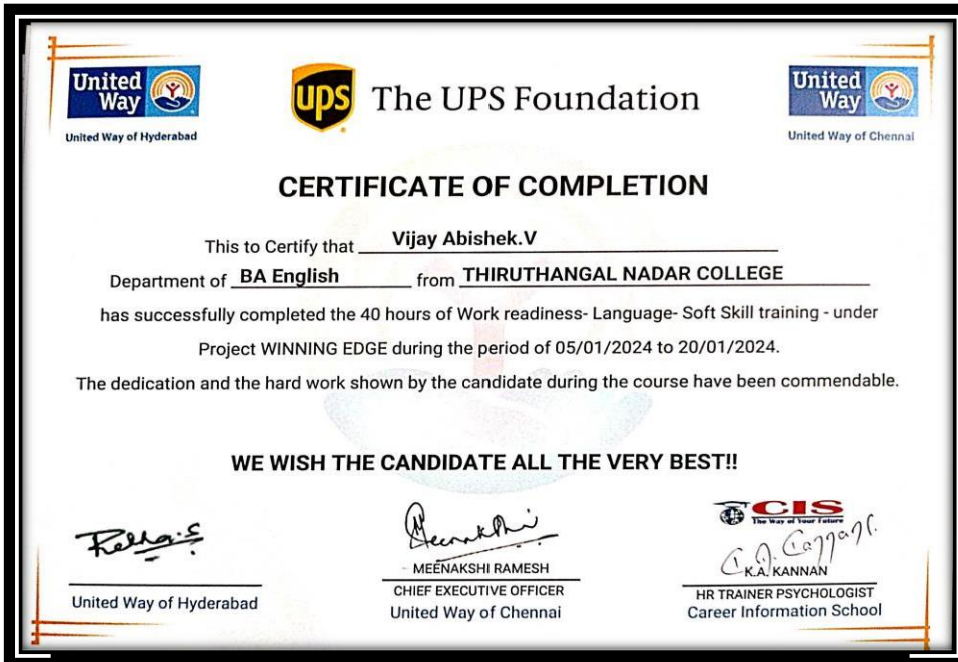 United Way
United Way of Hyderabad
ups The UPS Foundation
United Way
United Way of Chennai
CERTIFICATE OF COMPLETION
This to Certify that Vijay Abishek.V
Department of BA English from THIRUTHANGAL NADAR COLLEGE
has successfully completed the 40 hours of Work readiness- Language- Soft Skill training - under
Project WINNING EDGE during the period of 05/01/2024 to 20/01/2024.
The dedication and the hard work shown by the candidate during the course have been commendable.
WE WISH THE CANDIDATE ALL THE VERY BEST!!
Rekha.S
United Way of Hyderabad
Meenakshi
MEENAKSHI RAMESH
CHIEF EXECUTIVE OFFICER
United Way of Chennai
CIS
The Way of Your Future
K.A. KANNAN
HR TRAINER PSYCHOLOGIST
Career Information School